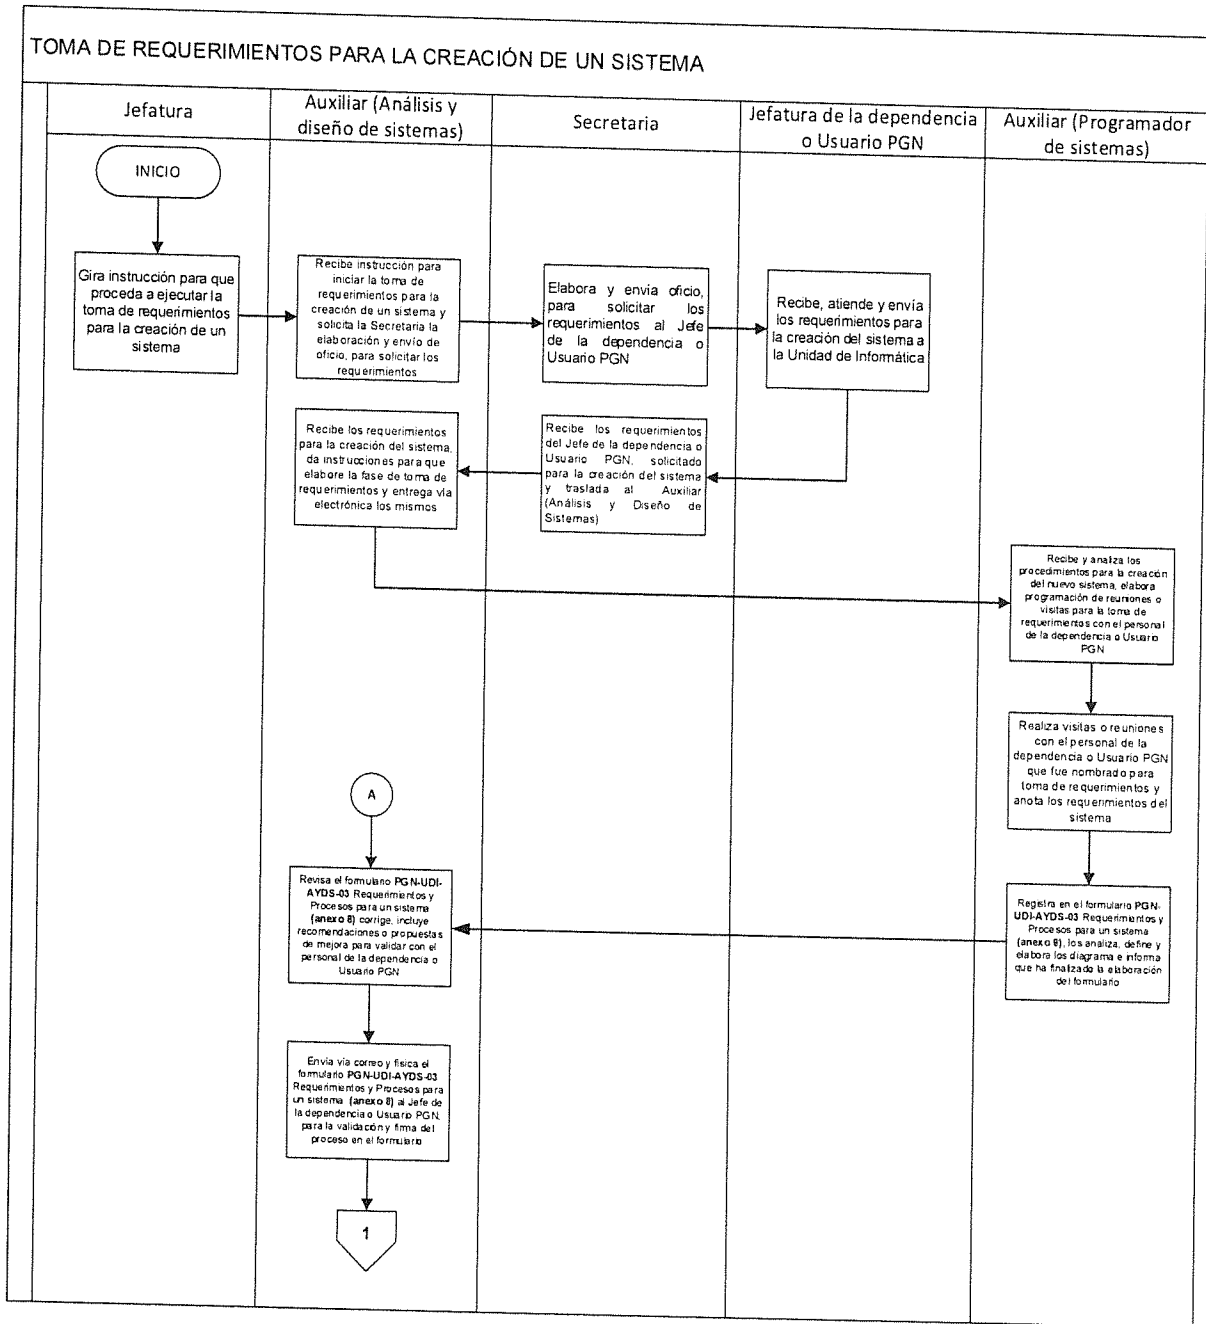 TOMA DE REQUERIMIENTOS PARA LA CREACIÓN DE UN SISTEMA
Jefatura
Auxiliar (Análisis y
diseño de sistemas)
Secretaria
Jefatura de la dependencia
o Usuario PGN
Auxiliar (Programador
de sistemas)
INICIO
Gira instrucción para que
proceda a ejecutar la
toma de requerimientos
para la creación de un
sistema
Recibe instrucción para
iniciar la toma de
requerimientos para la
creación de un sistema y
solicita la Secretaria la
elaboración y envío de
oficio, para solicitar los
requerimientos
Elabora y envia oficio,
para solicitar los
requerimientos al Jefe
de la dependencia o
Usuario PGN
Recibe, atiende y envía
los requerimientos para
la creación del sistema a
la Unidad de Informática
Recibe los requerimientos
para la creación del sistema,
da instrucciones para que
elabore la fase de toma de
requerimientos y entrega vía
electrónica los mismos
Recibe los requerimientos
del Jefe de la dependencia o
Usuario PGN, solicitado
para la creación del sistema
y traslada al Auxiliar
(Análisis y Diseño de
Sistemas)
Recibe y analiza los
procedimientos para la creación
del nuevo sistema, elabora
programación de reuniones o
visitas para la toma de
requerimientos con el personal
de la dependencia o Usuario
PGN
Realiza visitas o reuniones
con el personal de la
dependencia o Usuario PGN
que fue nombrado para
toma de requerimientos y
anota los requerimientos del
sistema
A
Revisa el formulario PGN-UDI-
AYDS-03 Requerimientos y
Procesos para un sistema
(anexo 8) corrige, incluye
recomendaciones o propuestas
de mejora para validar con el
personal de la dependencia o
Usuario PGN
Registra en el formulario PGN-
UDI-AYDS-03 Requerimientos y
Procesos para un sistema
(anexo 8), los analiza, define y
elabora los diagrama e informa
que ha finalizado la elaboración
del formulario
Envía vía correo y física el
formulario PGN-UDI-AYDS-03
Requerimientos y Procesos para
un sistema (anexo 8) al Jefe de
la dependencia o Usuario PGN,
para la validación y firma del
proceso en el formulario
1